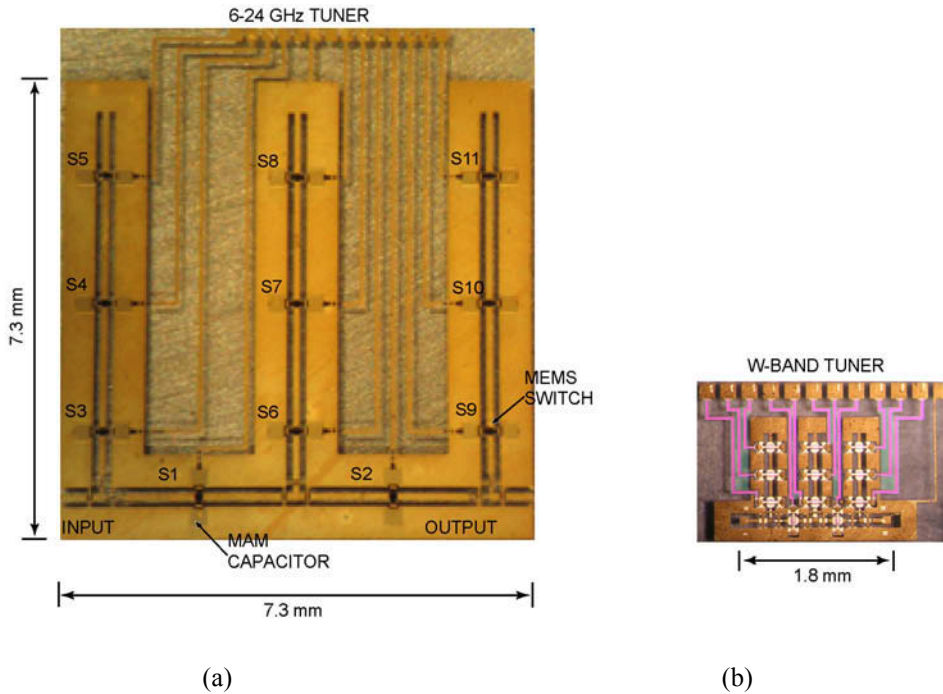 6-24 GHz TUNER
S5
S8
S11
S4
S7
S10
7.3 mm
MEMS
SWITCH
S3
S6
S9
S1
S2
INPUT
OUTPUT
MAM
CAPACITOR
7.3 mm
W-BAND TUNER
1.8 mm
(a)
(b)